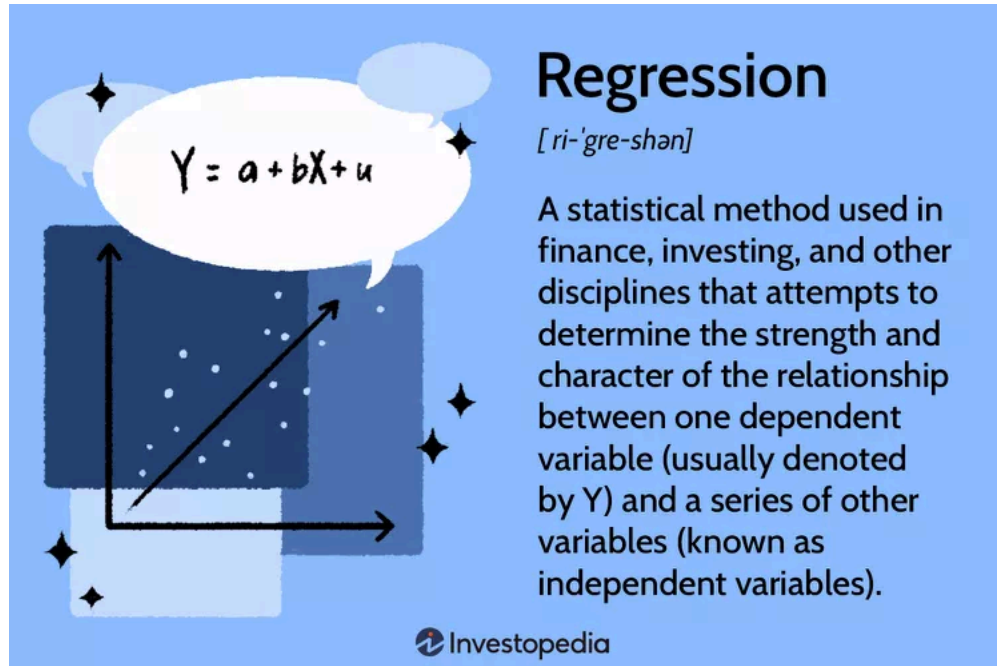 Y = a + bX + u
Regression
[ ri-'gre-shən]
A statistical method used in
finance, investing, and other
disciplines that attempts to
determine the strength and
character of the relationship
between one dependent
variable (usually denoted
by Y) and a series of other
variables (known as
independent variables).
Investopedia